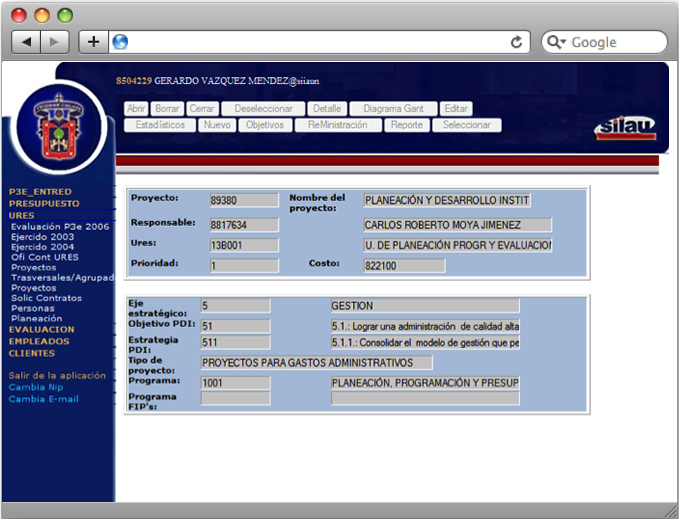 Google
8504229 GERARDO VAZQUEZ MENDEZ@siiau
Abrir Borrar Cerrar Deseleccionar Detalle Diagrama Gant Editar
Estadísticos Nuevo Objetivos ReMinistración Reporte Seleccionar
siiau
P3E_ENTRED
PRESUPUESTO
URES
Evaluación P3e 2006
Ejercido 2003
Ejercido 2004
Ofi Cont URES
Proyectos
Trasversales/Agrupad
Proyectos
Solic Contratos
Personas
Planeación
EVALUACION
EMPLEADOS
CLIENTES
Salir de la aplicación
Cambia Nip
Cambia E-mail
Proyecto: 89380 Nombre del proyecto: PLANEACIÓN Y DESARROLLO INSTIT
Responsable: 8817634 CARLOS ROBERTO MOYA JIMENEZ
Ures: 13B001 U. DE PLANEACIÓN PROGR Y EVALUACION
Prioridad: 1 Costo: 822100
Eje estratégico: 5 GESTION
Objetivo PDI: 51 5.1.: Lograr una administración de calidad alta
Estrategia PDI: 511 5.1.1.: Consolidar el modelo de gestión que pe
Tipo de proyecto: PROYECTOS PARA GASTOS ADMINISTRATIVOS
Programa: 1001 PLANEACIÓN, PROGRAMACIÓN Y PRESUP
Programa FIP's: